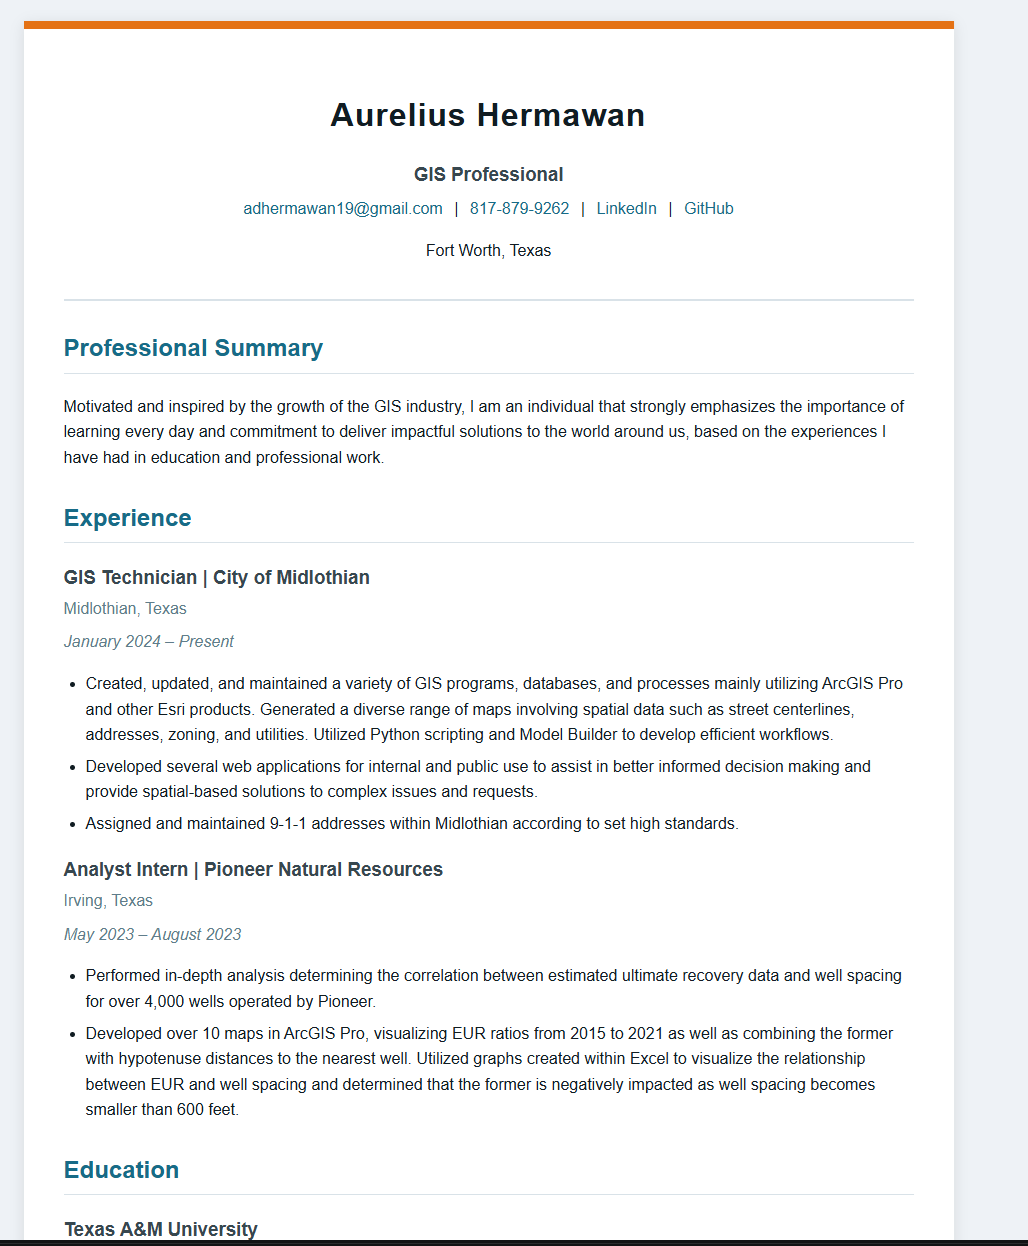 Aurelius Hermawan
GIS Professional
adhermawan19@gmail.com | 817-879-9262 | LinkedIn | GitHub
Fort Worth, Texas
Professional Summary
Motivated and inspired by the growth of the GIS industry, I am an individual that strongly emphasizes the importance of
learning every day and commitment to deliver impactful solutions to the world around us, based on the experiences I
have had in education and professional work.
Experience
GIS Technician | City of Midlothian
Midlothian, Texas
January 2024 – Present
• Created, updated, and maintained a variety of GIS programs, databases, and processes mainly utilizing ArcGIS Pro
and other Esri products. Generated a diverse range of maps involving spatial data such as street centerlines,
addresses, zoning, and utilities. Utilized Python scripting and Model Builder to develop efficient workflows.
• Developed several web applications for internal and public use to assist in better informed decision making and
provide spatial-based solutions to complex issues and requests.
• Assigned and maintained 9-1-1 addresses within Midlothian according to set high standards.
Analyst Intern | Pioneer Natural Resources
Irving, Texas
May 2023 – August 2023
• Performed in-depth analysis determining the correlation between estimated ultimate recovery data and well spacing
for over 4,000 wells operated by Pioneer.
• Developed over 10 maps in ArcGIS Pro, visualizing EUR ratios from 2015 to 2021 as well as combining the former
with hypotenuse distances to the nearest well. Utilized graphs created within Excel to visualize the relationship
between EUR and well spacing and determined that the former is negatively impacted as well spacing becomes
smaller than 600 feet.
Education
Texas A&M University